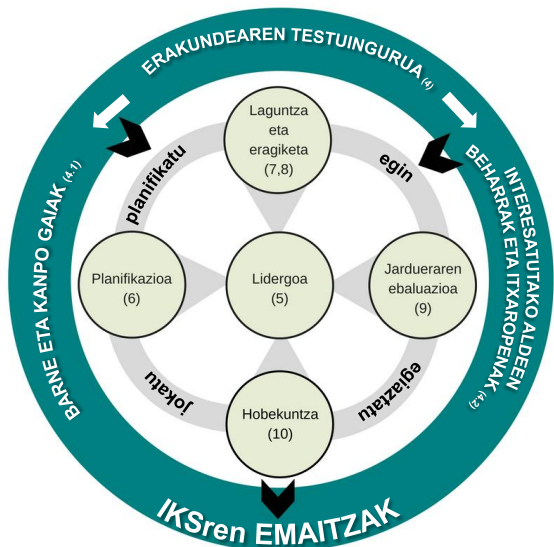 ERAKUNDEAREN TESTUINGURUA (4)
BARNE ETA KANPO GAIAK (4.1)
INTERESATUTAKO ALDEEN
BEHARRAK ETA ITXAROPENAK (4.2)
Laguntza
eta
eragiketa
(7,8)
planifikatu
egin
Planifikazioa
(6)
Lidergoa
(5)
Jardueraren
ebaluazioa
(9)
jokatu
egiaztatu
Hobekuntza
(10)
IKSren EMAITZAK